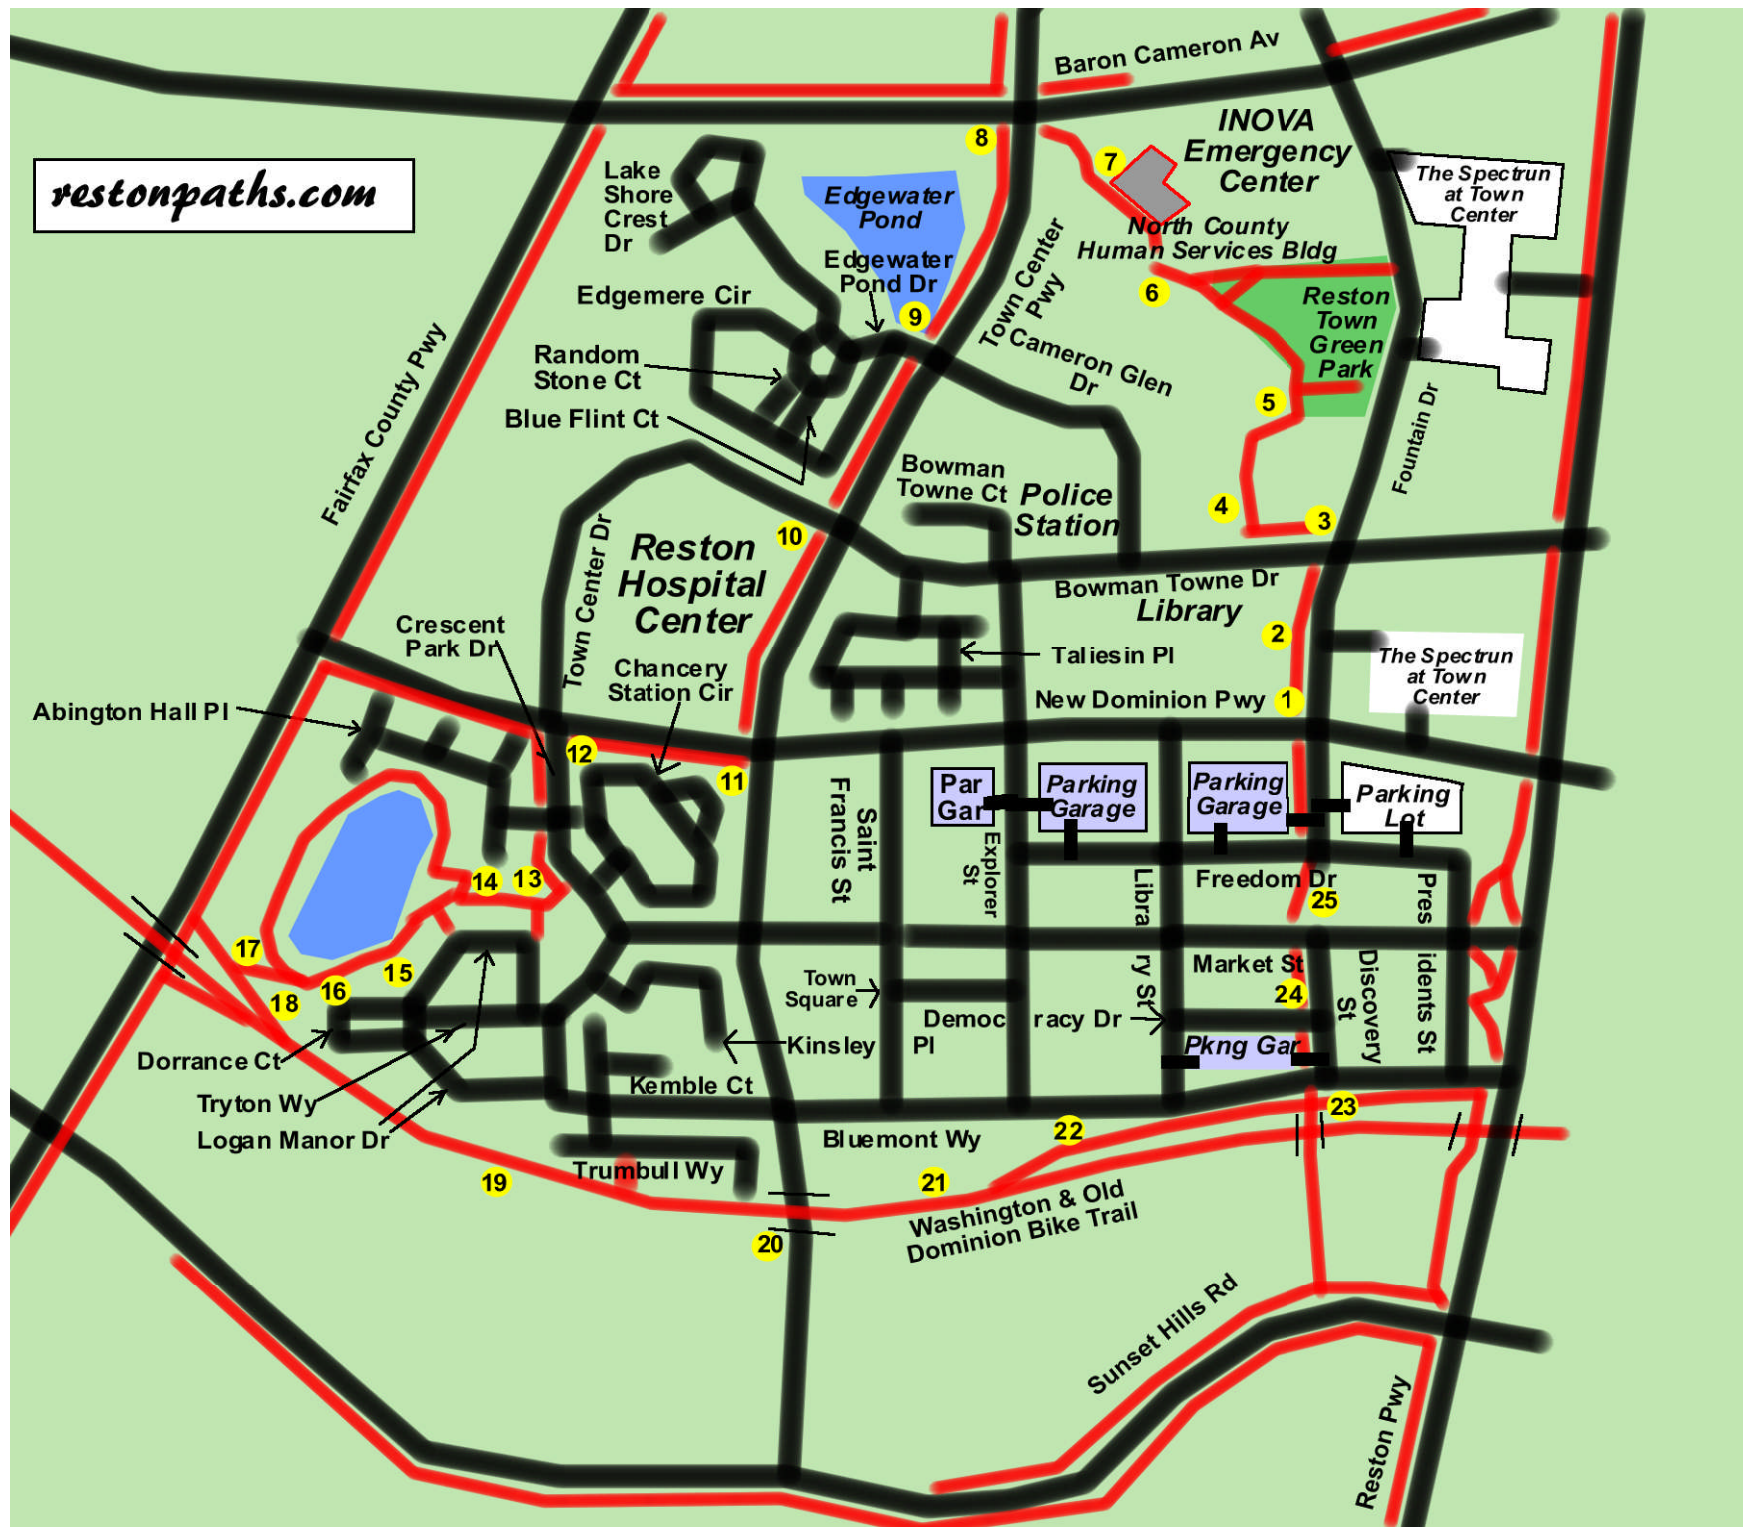 Baron Cameron Av
restonpaths.com
8
7
INOVA
Emergency
Center
Lake
Shore
Crest
Dr
Edgewater
Pond
The Spectrun
at Town
Center
North County
Human Services Bldg
Edgewater
Pond Dr
Edgemere Cir
9
6
Town Center
Pwy
Reston
Town
Green
Park
Fairfax County Pwy
Random
Stone Ct
Cameron Glen
Dr
Blue Flint Ct
5
Fountain Dr
Bowman
Towne Ct
Police
Station
4
3
10
Reston
Hospital
Center
Town Center Dr
Bowman Towne Dr
Library
2
Crescent
Park Dr
Chancery
Station Cir
Taliesin Pl
The Spectrun
at Town
Center
Abington Hall Pl
New Dominion Pwy
1
12
11
Par
Gar
Parking
Garage
Parking
Garage
Parking
Lot
Saint
Francis St
Explorer
St
14
13
Libra ry St
Freedom Dr
25
Pres idents St
17
15
16
18
Town
Square
Market St
24
Discovery
St
Democ racy Dr
Dorrance Ct
Kinsley Pl
Pkng Gar
Kemble Ct
Tryton Wy
Logan Manor Dr
23
22
Bluemont Wy
Trumbull Wy
19
21
Washington & Old
Dominion Bike Trail
20
Sunset Hills Rd
Reston Pwy